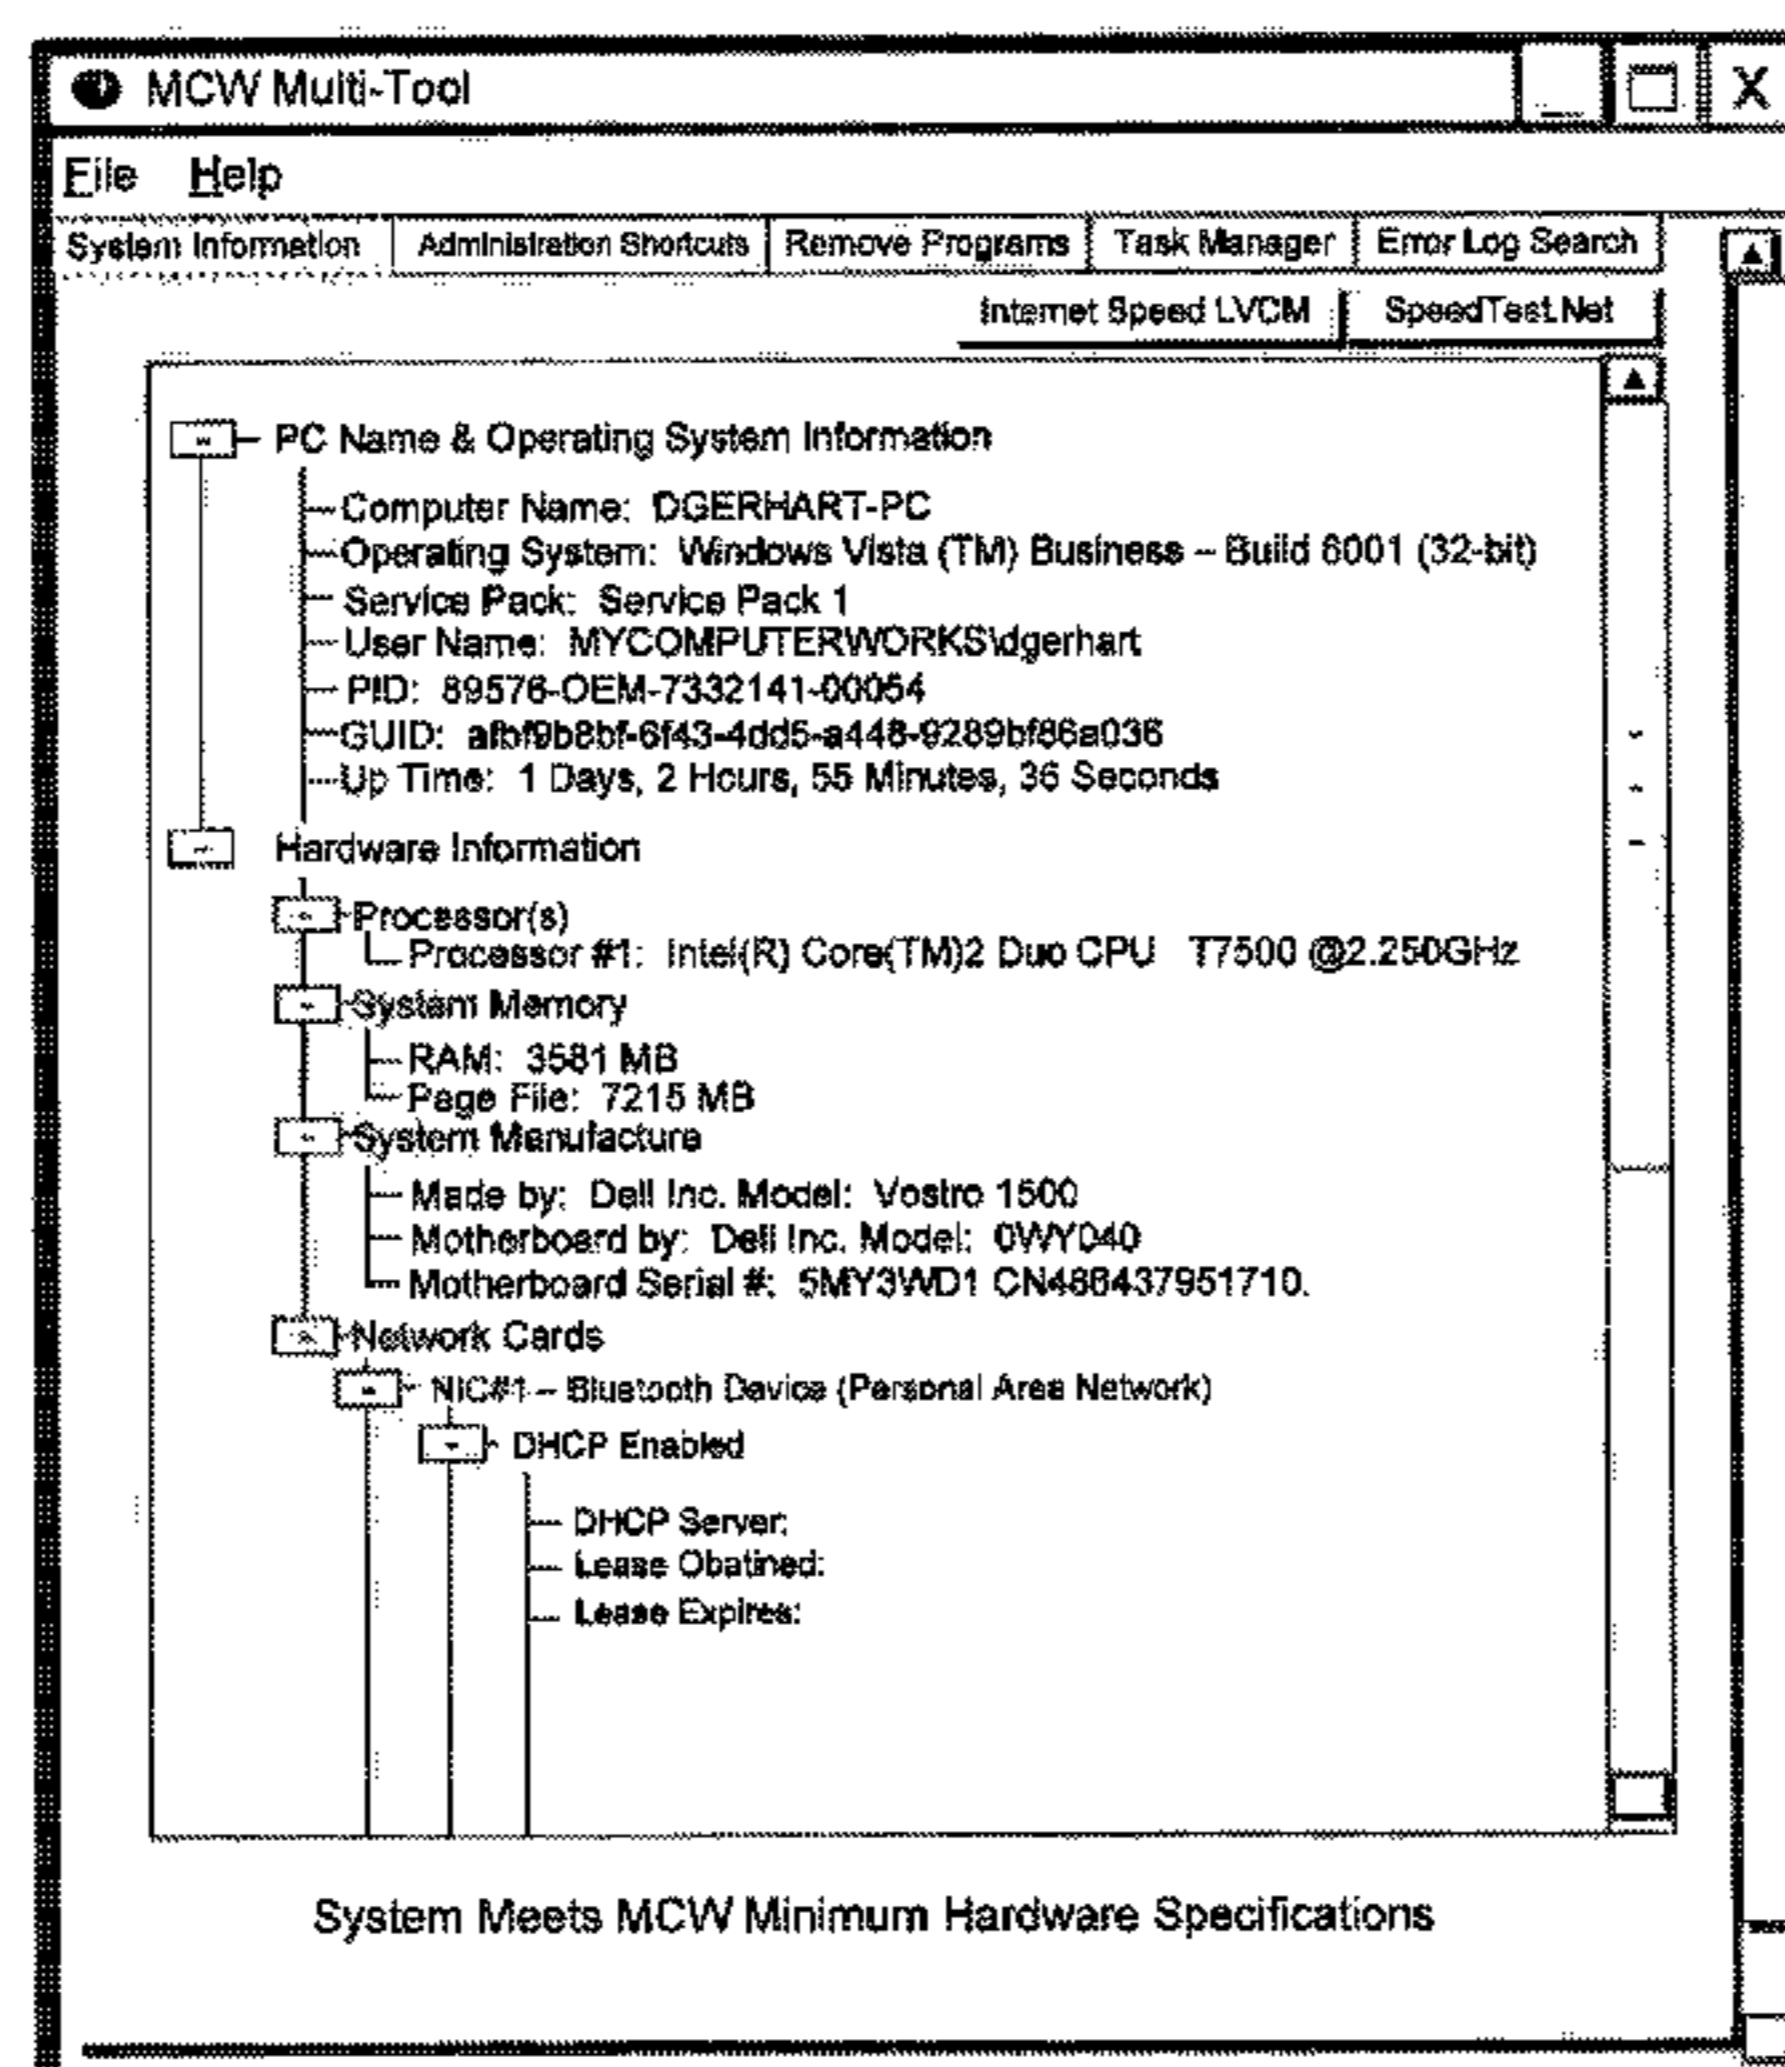 MCW Multi-Tool
File Help
System Information Administration Shortcuts Remove Programs Task Manager Error Log Search
Internet Speed LVCM SpeedTest.Net
PC Name & Operating System Information
Computer Name: DGERHART-PC
Operating System: Windows Vista (TM) Business – Build 6001 (32-bit)
Service Pack: Service Pack 1
User Name: MYCOMPUTERWORKS\dgerhart
PID: 89576-OEM-7332141-00054
GUID: afbf9b8bf-6f43-4dd5-a448-9289bf86a036
Up Time: 1 Days, 2 Hours, 55 Minutes, 36 Seconds
Hardware Information
Processor(s)
Processor #1: Intel(R) Core(TM)2 Duo CPU T7500 @2.250GHz
System Memory
RAM: 3581 MB
Page File: 7215 MB
System Manufacture
Made by: Dell Inc. Model: Vostro 1500
Motherboard by: Dell Inc. Model: 0WY040
Motherboard Serial #: 5MY3WD1 CN486437951710.
Network Cards
NIC#1 – Bluetooth Device (Personal Area Network)
DHCP Enabled
DHCP Server:
Lease Obatined:
Lease Expires:
System Meets MCW Minimum Hardware Specifications